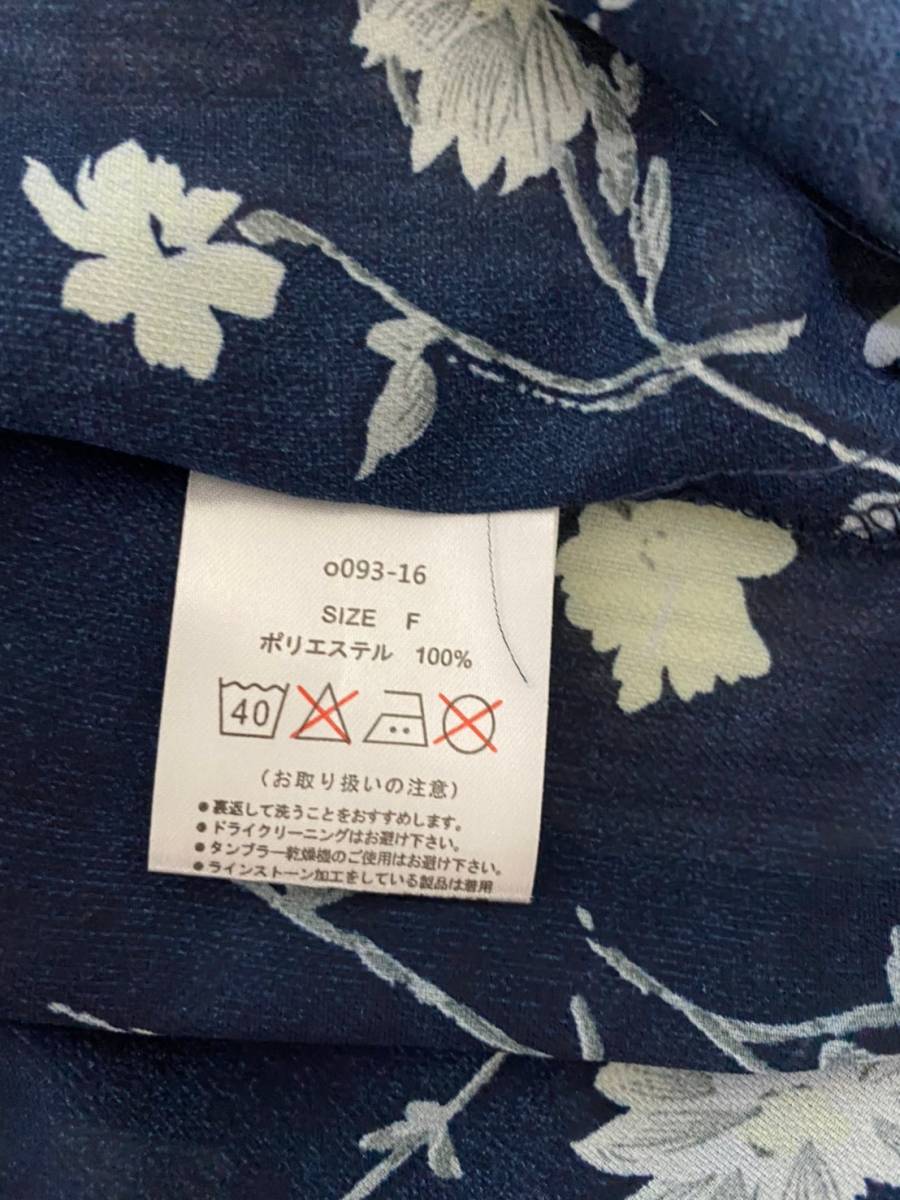 o093-16
SIZE F
ポリエステル 100%
40
(お取り扱いの注意)
●裏返して洗うことをおすすめします。
●ドライクリーニングはお避け下さい。
●タンブラー乾燥機のご使用はお避け下さい。
●ラインストーン加工をしている製品は着用